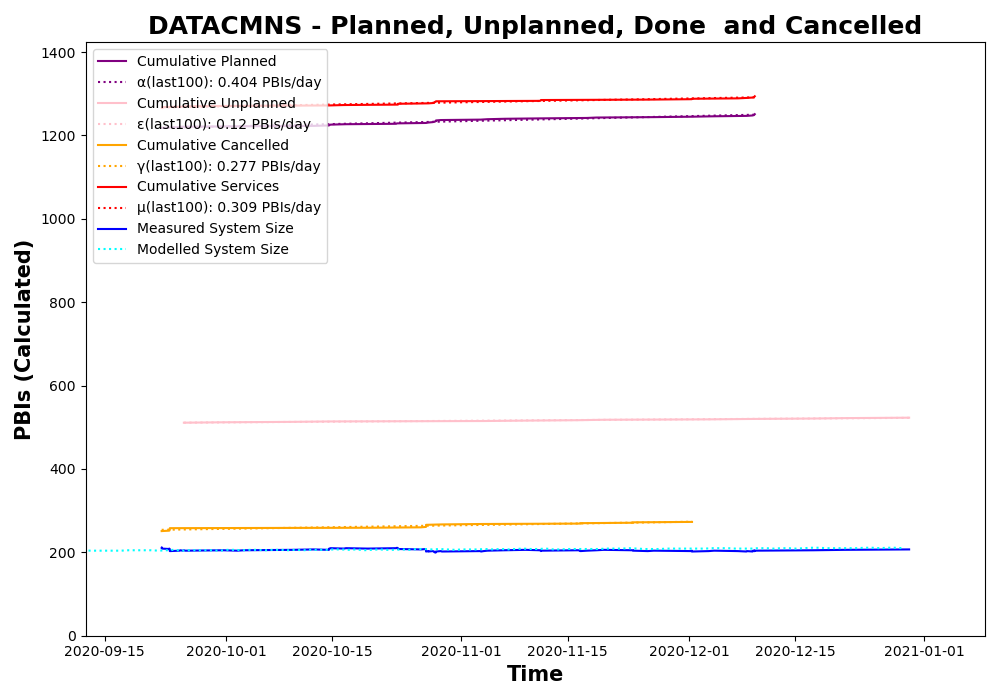 DATACMNS - Planned, Unplanned, Done  and Cancelled
PBIs (Calculated)
1400
1200
1000
800
600
400
200
0
Cumulative Planned
α(last100): 0.404 PBIs/day
Cumulative Unplanned
ε(last100): 0.12 PBIs/day
Cumulative Cancelled
γ(last100): 0.277 PBIs/day
Cumulative Services
μ(last100): 0.309 PBIs/day
Measured System Size
Modelled System Size
2020-09-15 2020-10-01 2020-10-15 2020-11-01 2020-11-15 2020-12-01 2020-12-15 2021-01-01
Time